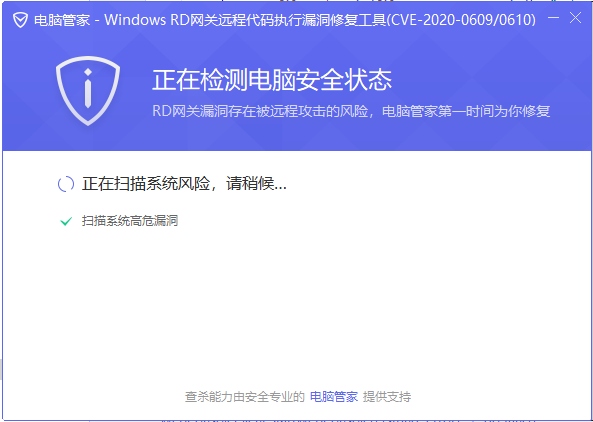 电脑管家 - Windows RD网关远程代码执行漏洞修复工具(CVE-2020-0609/0610)
正在检测电脑安全状态
RD网关漏洞存在被远程攻击的风险，电脑管家第一时间为你修复
正在扫描系统风险，请稍候...
扫描系统高危漏洞
查杀能力由安全专业的 电脑管家 提供支持